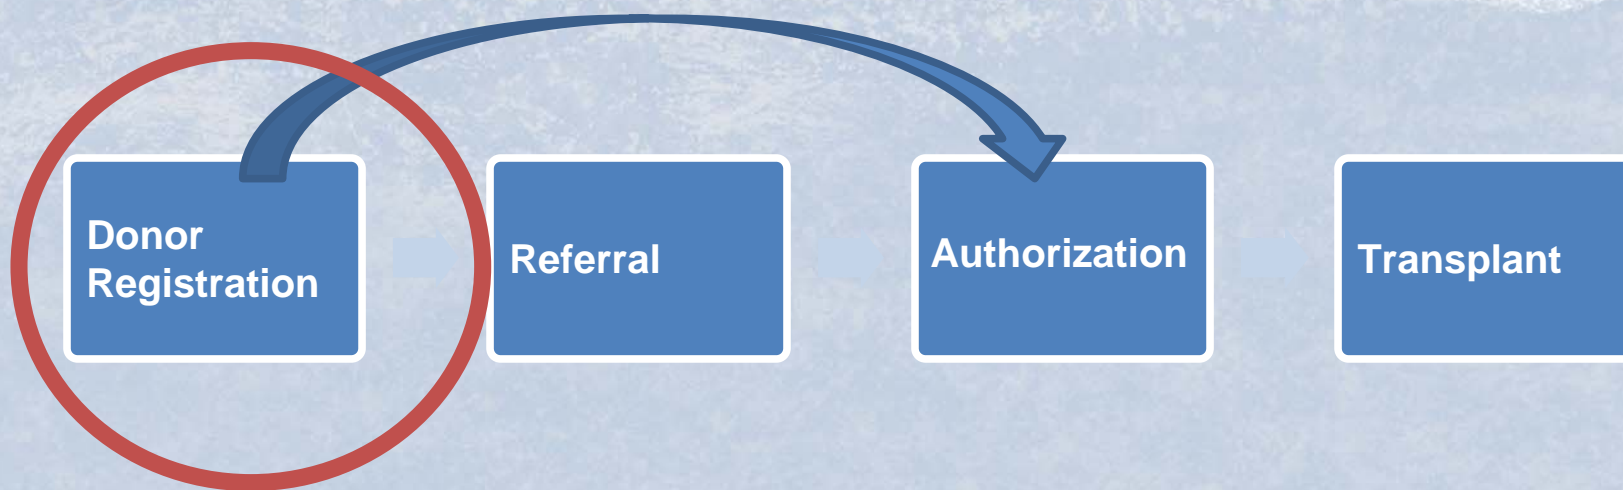 Donor
Registration
Referral
Authorization
Transplant